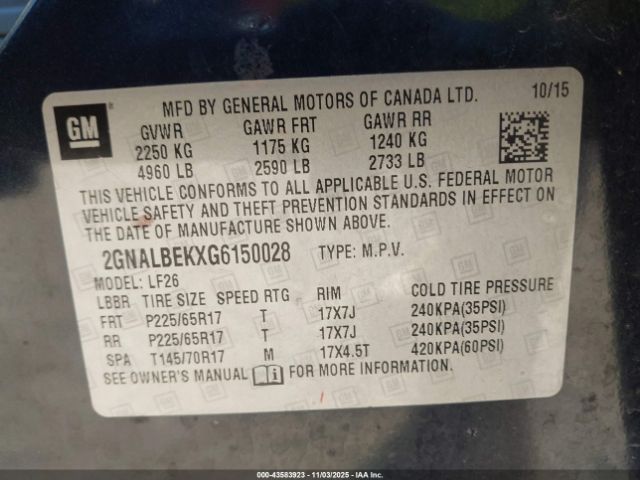 GM
MFD BY GENERAL MOTORS OF CANADA LTD. 10/15
GVWR GAWR FRT GAWR RR
2250 KG 1175 KG 1240 KG
4960 LB 2590 LB 2733 LB
THIS VEHICLE CONFORMS TO ALL APPLICABLE U.S. FEDERAL MOTOR
VEHICLE SAFETY AND THEFT PREVENTION STANDARDS IN EFFECT ON
THE DATE OF MANUFACTURE SHOWN ABOVE.
2GNALBEKXG6150028 TYPE: M.P.V.
MODEL: LF26
LBBR TIRE SIZE SPEED RTG RIM COLD TIRE PRESSURE
FRT P225/65R17 T 17X7J 240KPA(35PSI)
RR P225/65R17 T 17X7J 240KPA(35PSI)
SPA T145/70R17 M 17X4.5T 420KPA(60PSI)
SEE OWNER'S MANUAL FOR MORE INFORMATION.
000-43583923 - 11/03/2025 - IAA Inc.